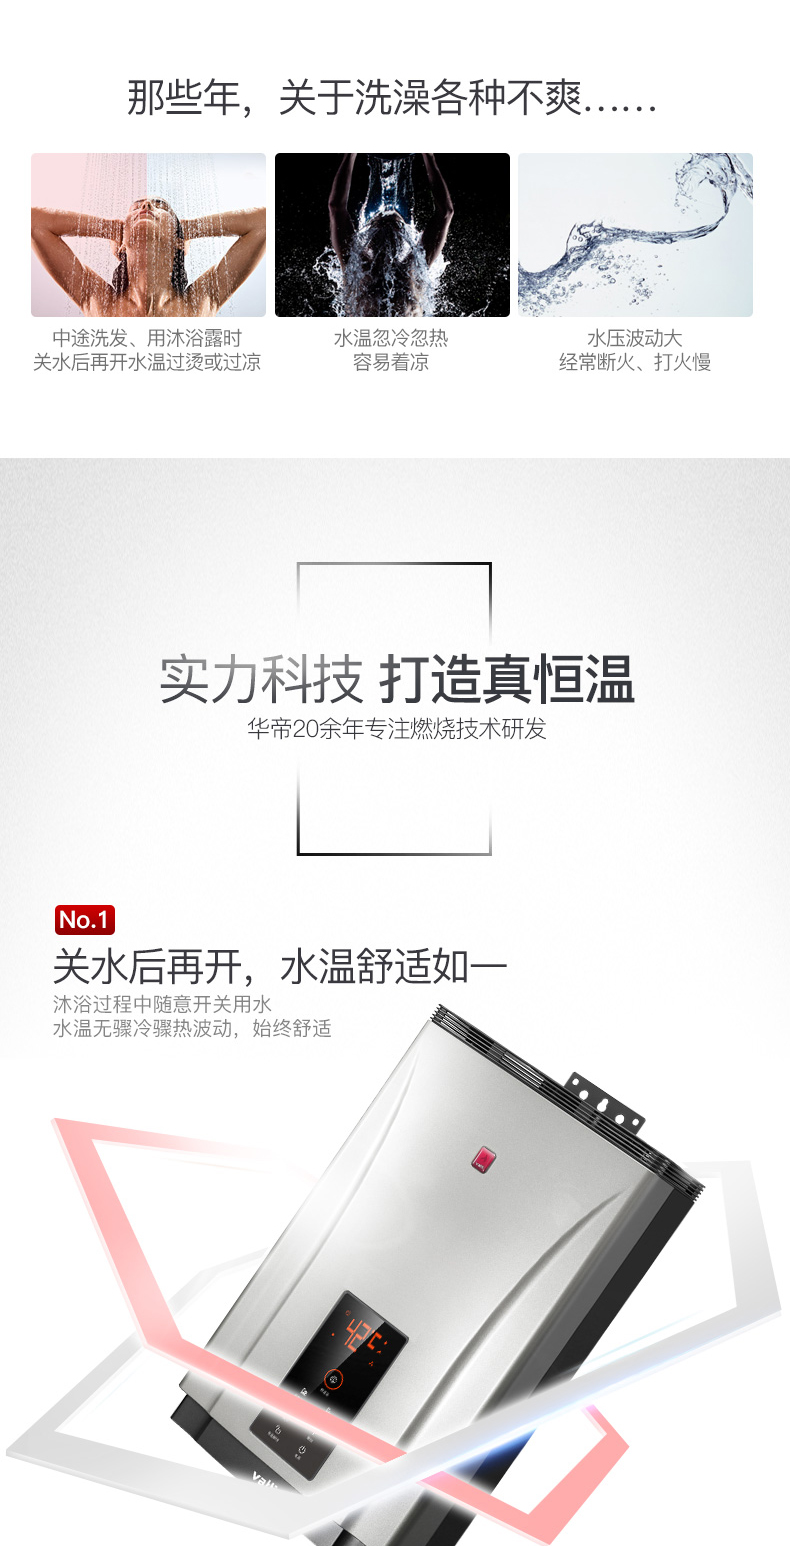 那些年，关于洗澡各种不爽……
中途洗发、用沐浴露时
关水后再开水温过烫或过凉
水温忽冷忽热
容易着凉
水压波动大
经常断火、打火慢
实力科技 打造真恒温
华帝20余年专注燃烧技术研发
No.1
关水后再开，水温舒适如一
沐浴过程中随意开关用水
水温无骤冷骤热波动，始终舒适
42℃